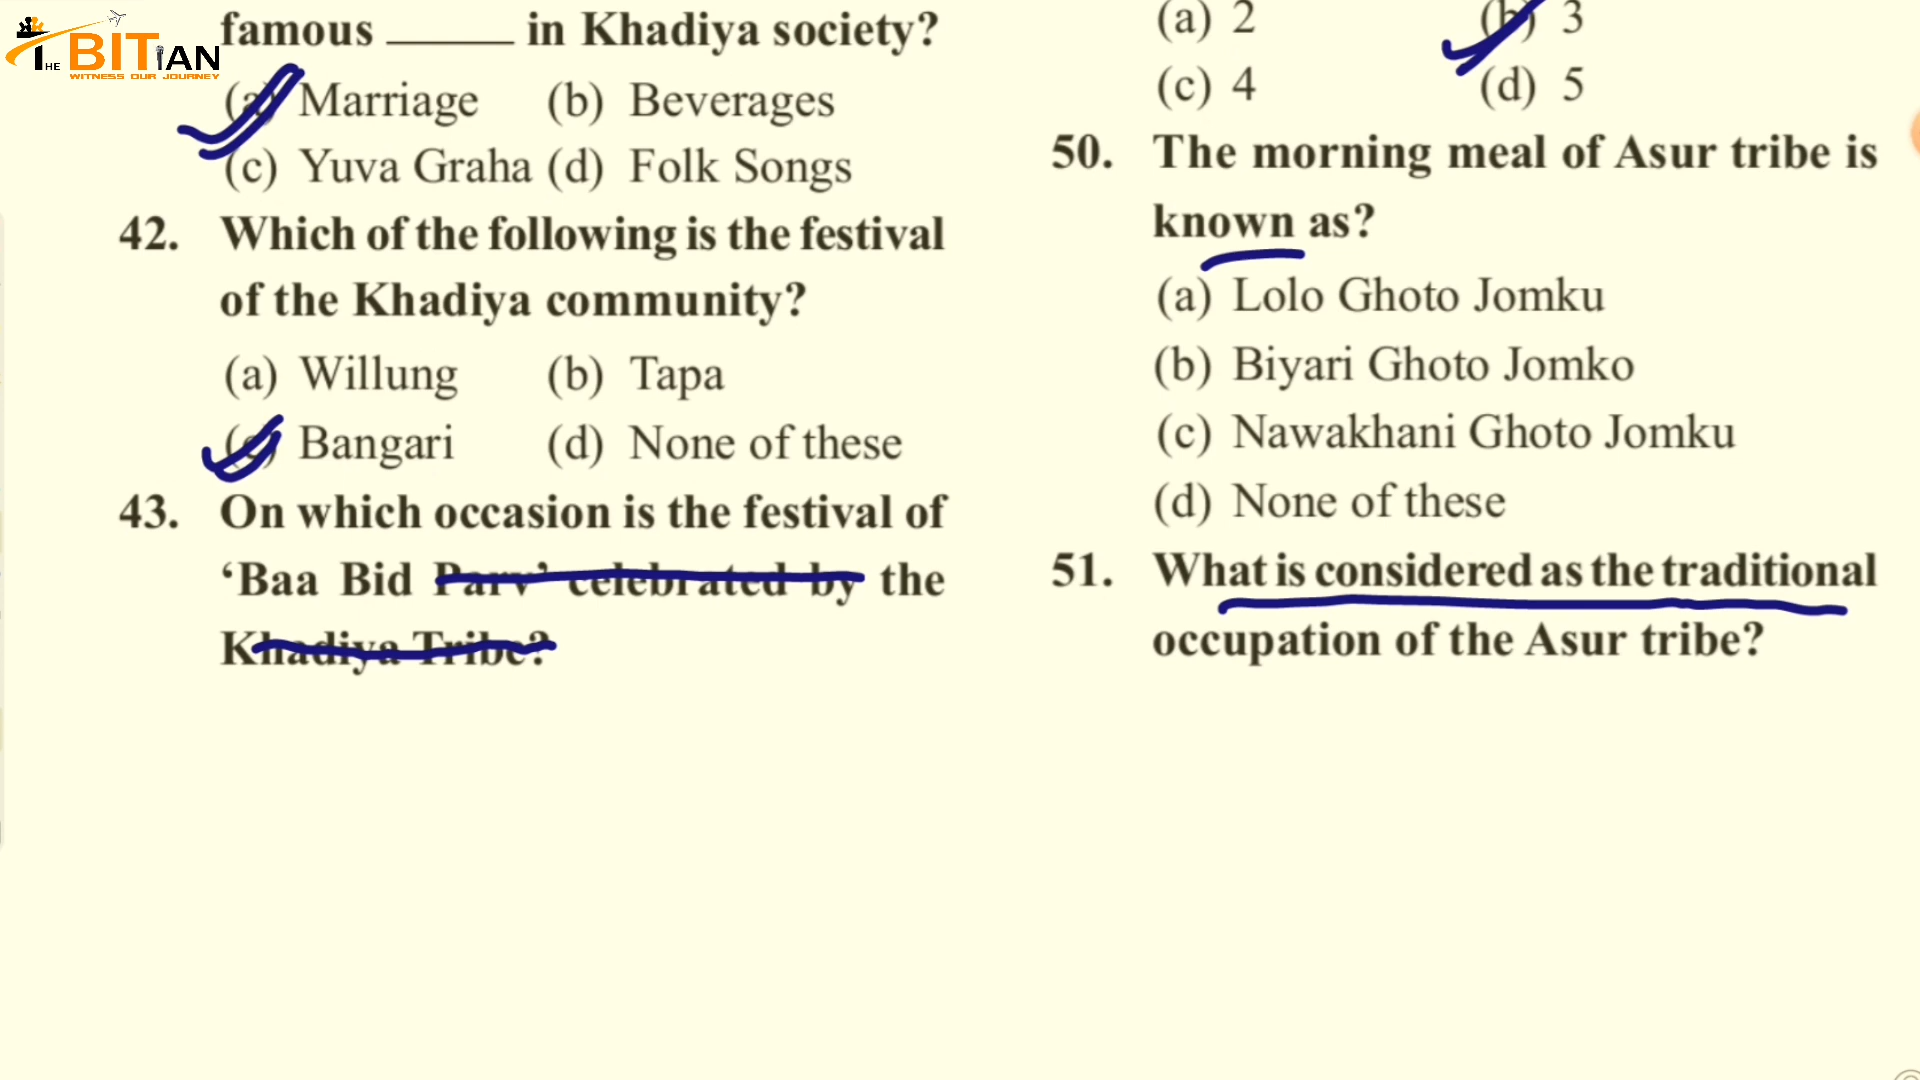 THE BITIAN
WITNESS OUR JOURNEY
famous ______ in Khadiya society?
(a) Marriage (b) Beverages
(c) Yuva Graha (d) Folk Songs
42. Which of the following is the festival
of the Khadiya community?
(a) Willung (b) Tapa
(c) Bangari (d) None of these
43. On which occasion is the festival of
‘Baa Bid Parv’ celebrated by the
Khadiya Tribe?
(a) 2 (b) 3
(c) 4 (d) 5
50. The morning meal of Asur tribe is
known as?
(a) Lolo Ghoto Jomku
(b) Biyari Ghoto Jomko
(c) Nawakhani Ghoto Jomku
(d) None of these
51. What is considered as the traditional
occupation of the Asur tribe?